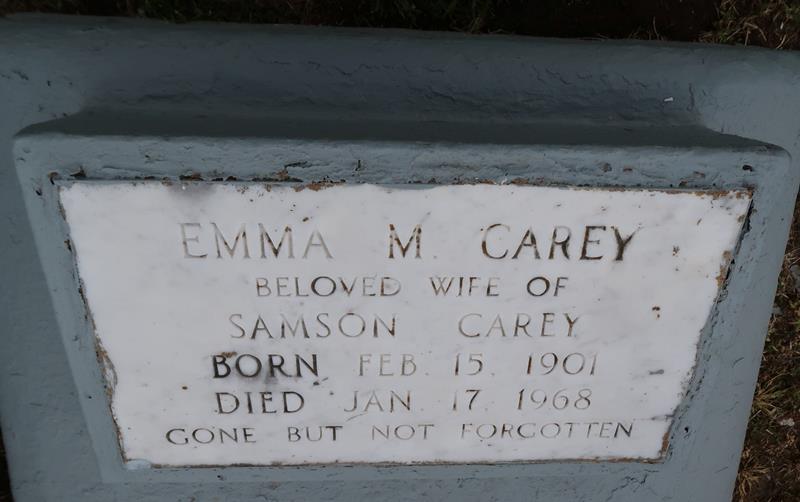 EMMA M. CAREY
BELOVED WIFE OF
SAMSON CAREY
BORN FEB. 15, 1901
DIED JAN. 17, 1968
GONE BUT NOT FORGOTTEN